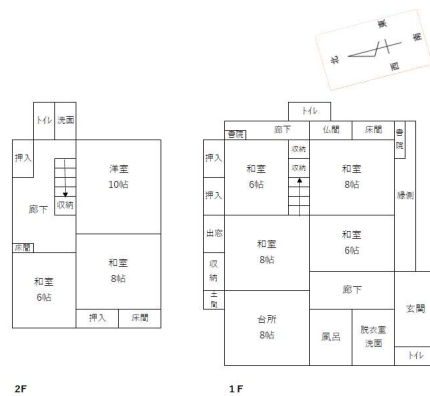 東
南
北
西
トイレ
洗面
押入
洋室
10帖
廊下
収納
床間
和室
8帖
和室
6帖
押入
床間
2F
トイレ
書院
廊下
仏間
床間
書院
押入
和室
6帖
収納
収納
和室
8帖
縁側
押入
出窓
和室
8帖
和室
6帖
収納
廊下
土間
台所
8帖
玄関
風呂
脱衣室
洗面
トイレ
1F